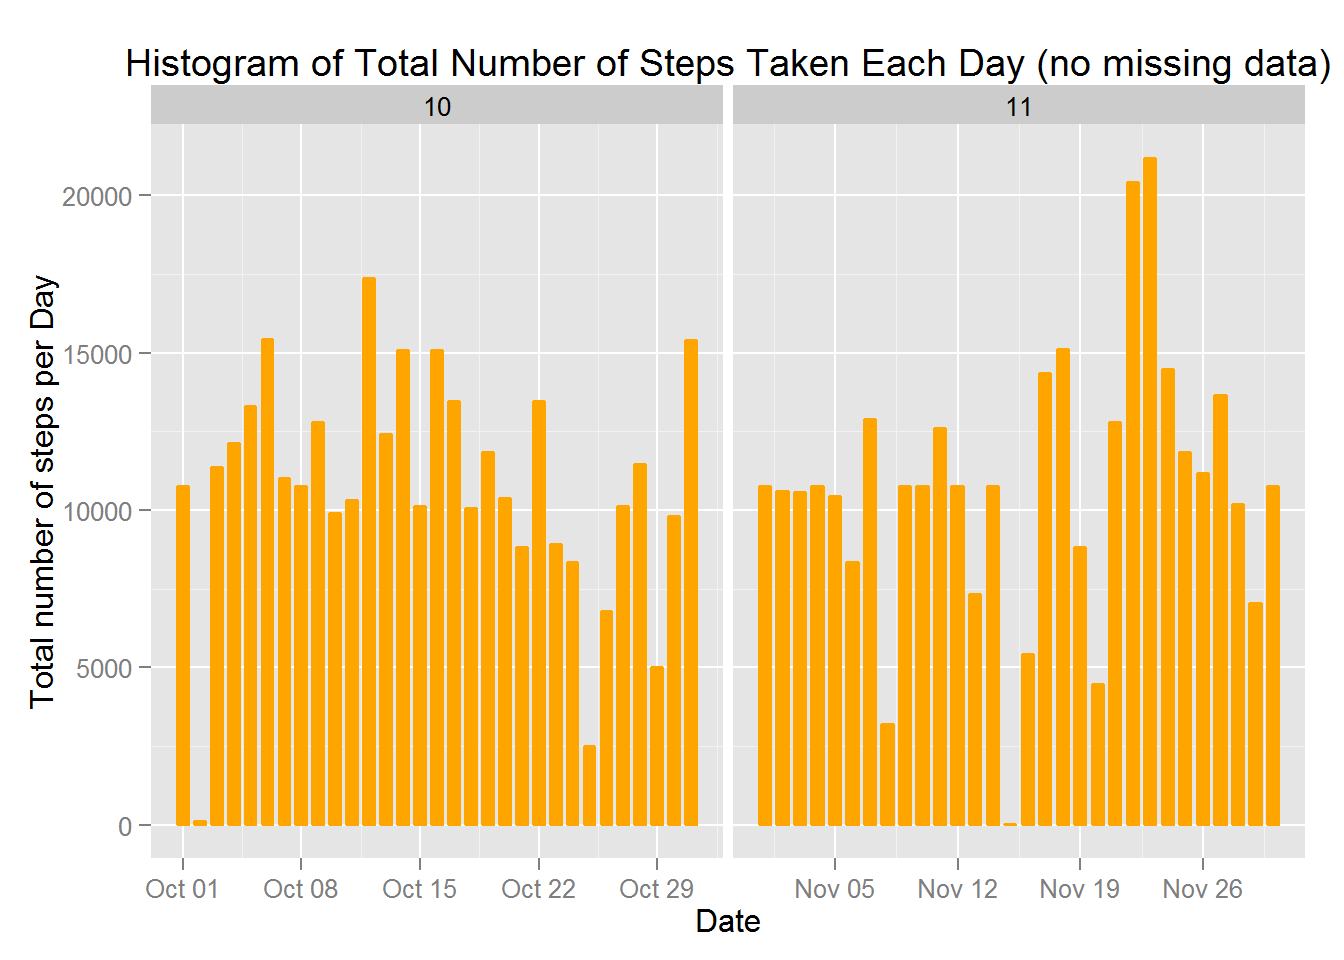 Histogram of Total Number of Steps Taken Each Day (no missing data)
10 11
Total number of steps per Day
20000
15000
10000
5000
0
Oct 01 Oct 08 Oct 15 Oct 22 Oct 29 Nov 05 Nov 12 Nov 19 Nov 26
Date